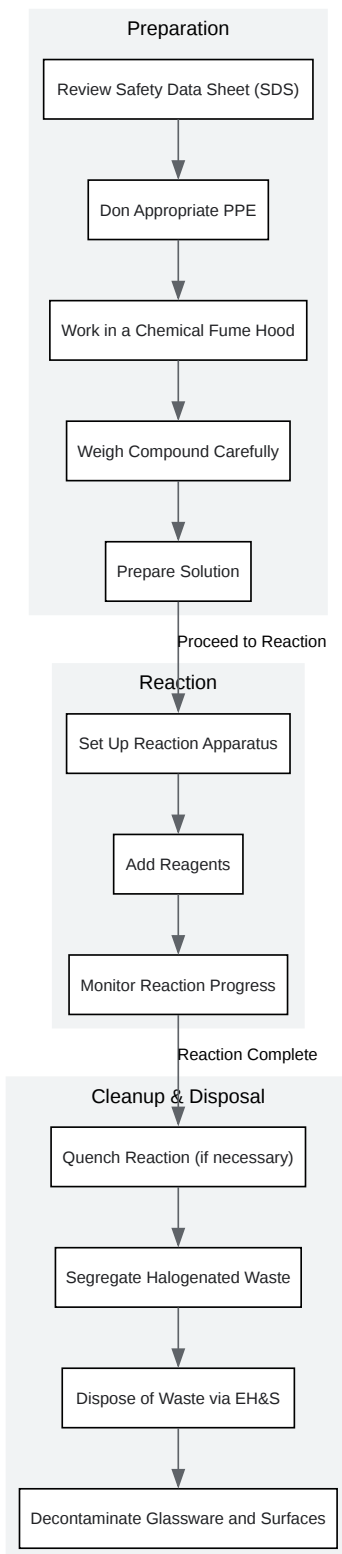 Preparation
Review Safety Data Sheet (SDS)
Don Appropriate PPE
Work in a Chemical Fume Hood
Weigh Compound Carefully
Prepare Solution
Proceed to Reaction
Reaction
Set Up Reaction Apparatus
Add Reagents
Monitor Reaction Progress
Reaction Complete
Cleanup & Disposal
Quench Reaction (if necessary)
Segregate Halogenated Waste
Dispose of Waste via EH&S
Decontaminate Glassware and Surfaces